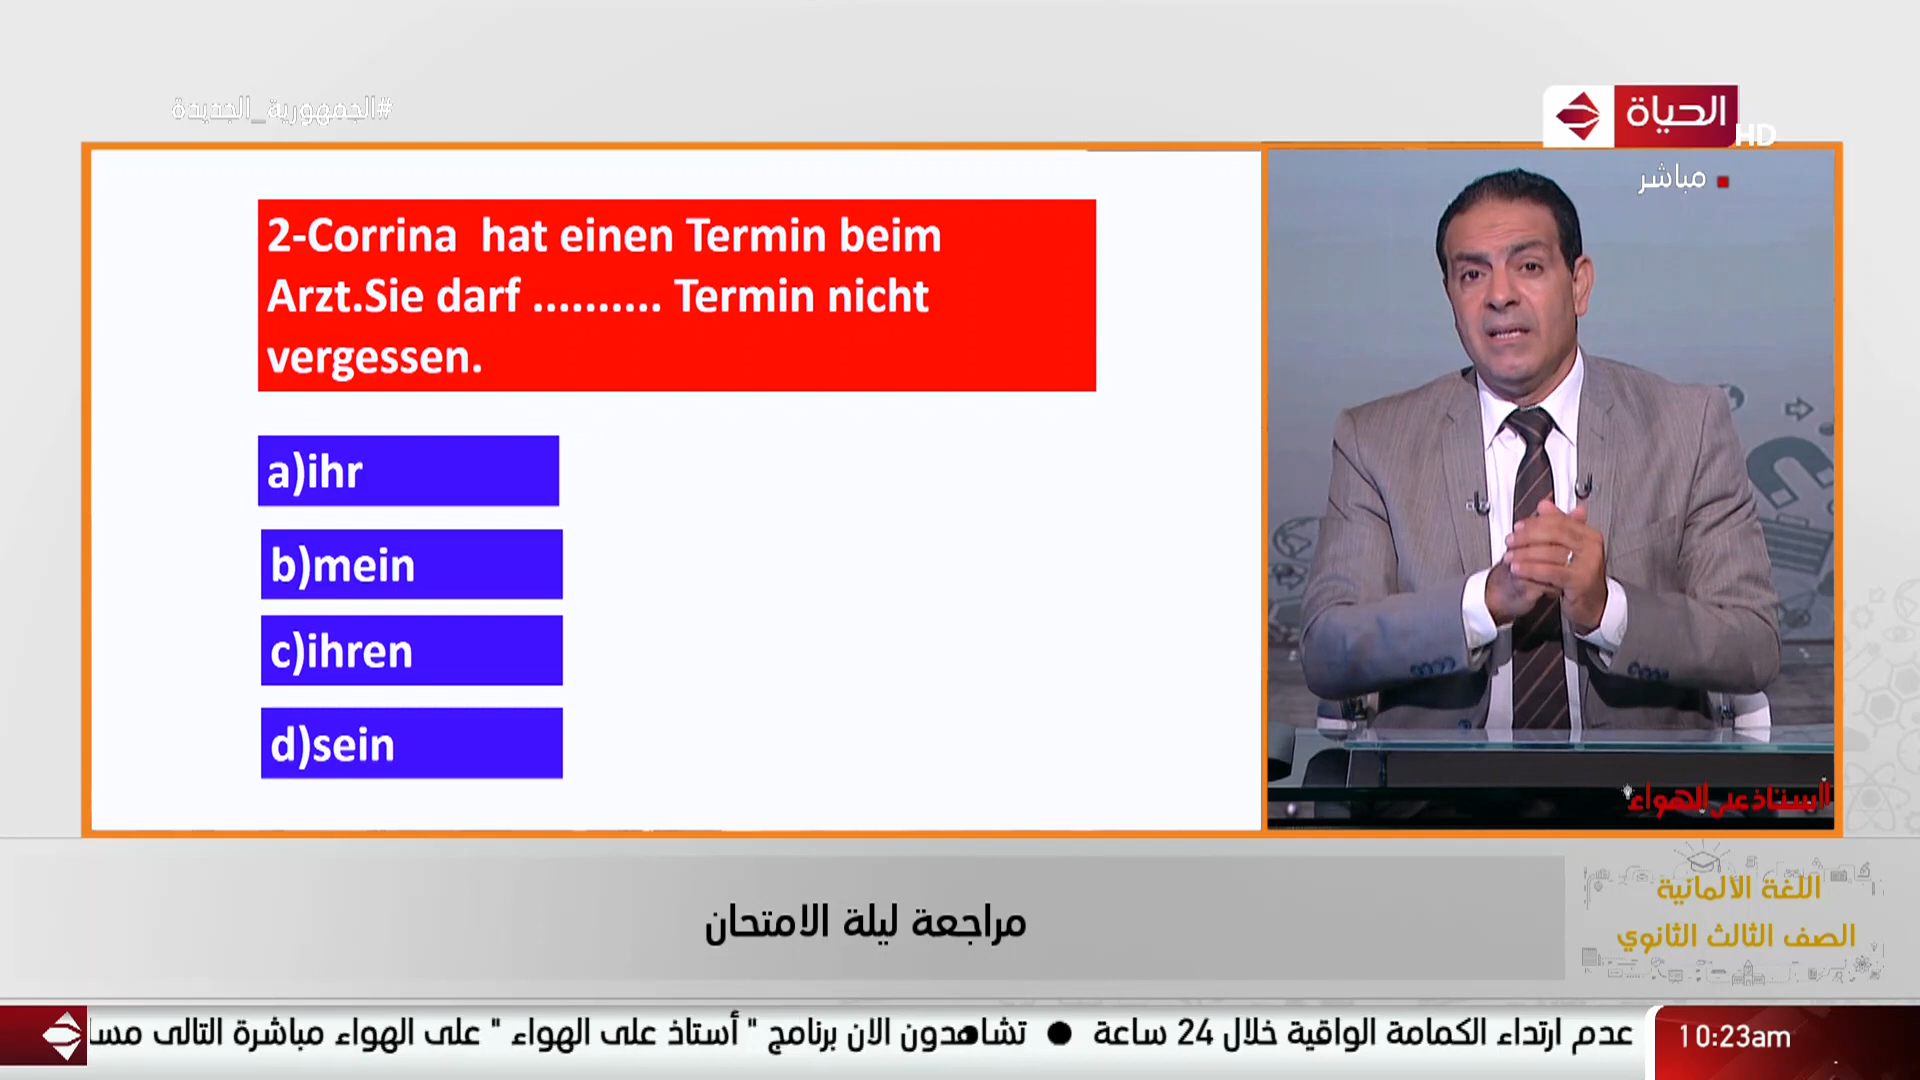 #الجمهورية_الجديدة
الحياة
HD
مباشر
2-Corrina hat einen Termin beim
Arzt.Sie darf .......... Termin nicht
vergessen.
a)ihr
b)mein
c)ihren
d)sein
أستاذ على الهواء
اللغة الالمانية
الصف الثالث الثانوي
مراجعة ليلة الامتحان
عدم ارتداء الكمامة الواقية خلال 24 ساعة ● تشاهدون الان برنامج " أستاذ على الهواء " على الهواء مباشرة التالى
10:23am